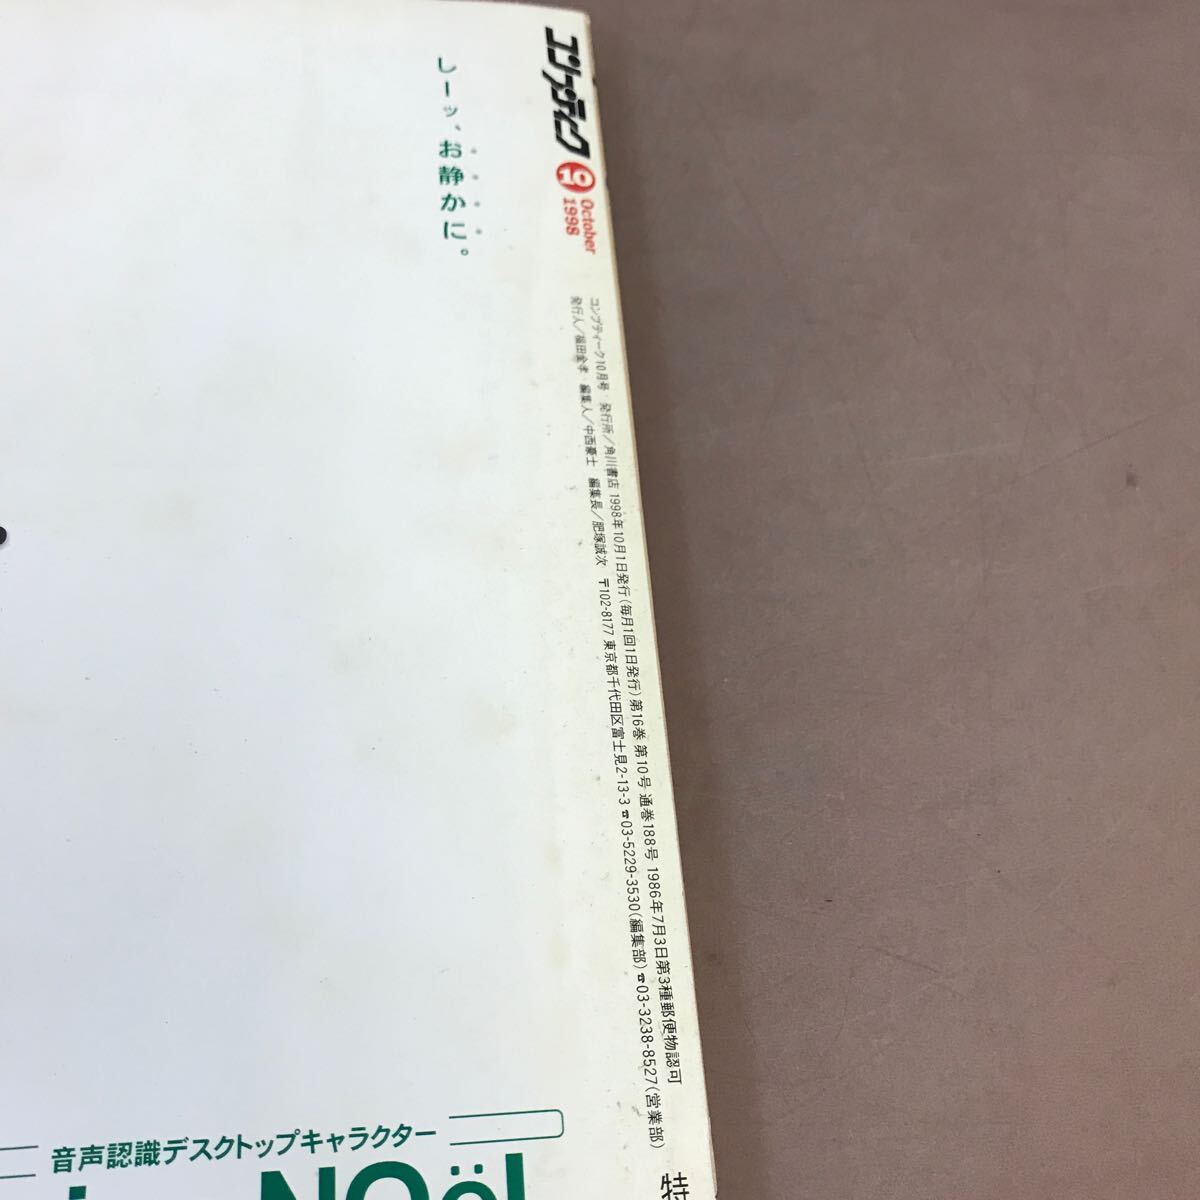 コンプティーク
10
October
1998
しーッ、お静かに。
コンプティーク10月号 発行所/角川書店 1998年10月1日発行(毎月1回1日発行)第16巻 第10号 通巻188号 1986年7月3日第3種郵便物認可
発行人/福田全孝 編集人/中西豪士 編集長/肥塚誠次 〒102-8177 東京都千代田区富士見2-13-3 ☎03-5229-3530(編集部)☎03-3238-8527(営業部)
特
音声認識デスクトップキャラクター
NOëL